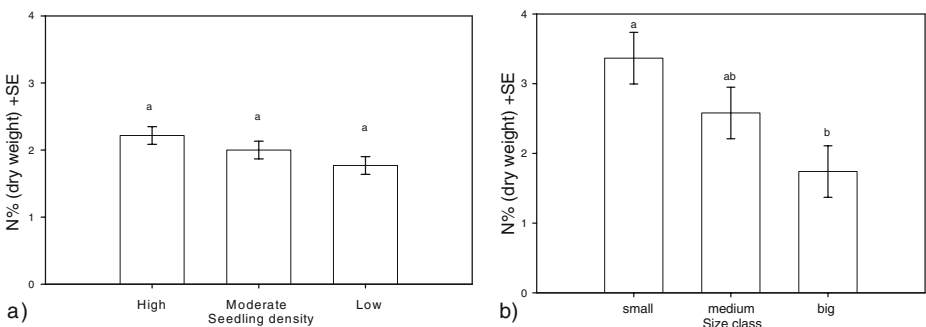 4
3
2
1
0
N% (dry weight) +SE
a
a
a
High
Moderate
Low
Seedling density
a)
4
3
2
1
0
N% (dry weight) +SE
a
ab
b
small
medium
big
Size class
b)